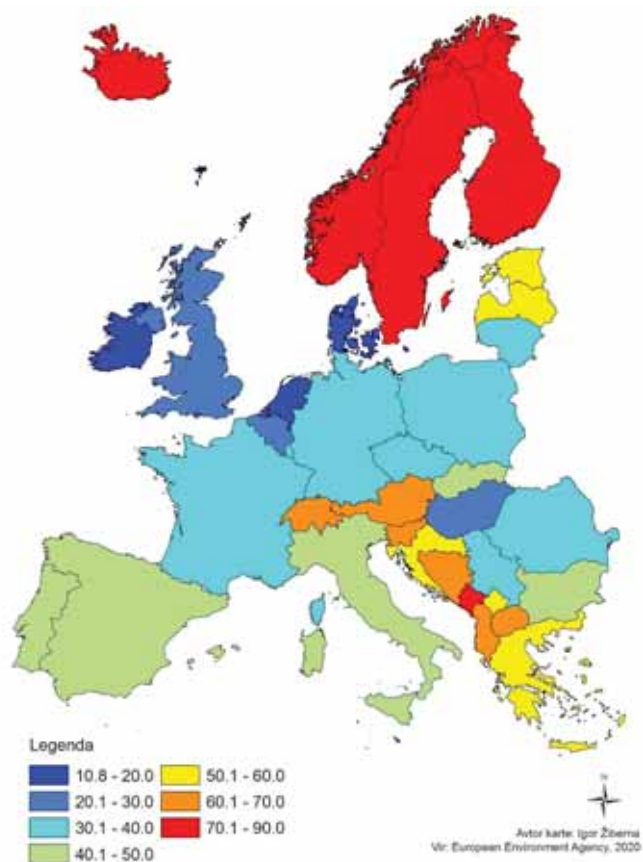 Legenda
10.8 - 20.0
20.1 - 30.0
30.1 - 40.0
40.1 - 50.0
50.1 - 60.0
60.1 - 70.0
70.1 - 90.0
Avtor karte: Igor Žiberna
Vir: European Environment Agency, 2020